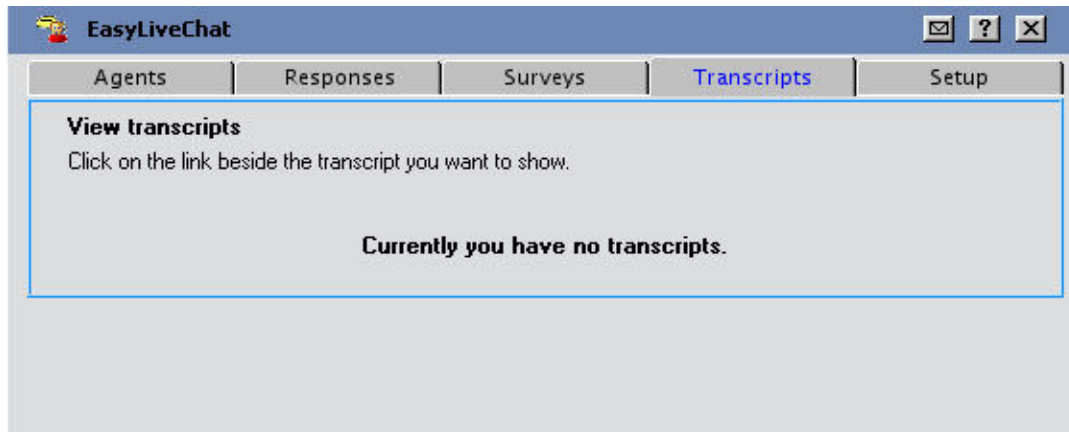 EasyLiveChat
?
Agents Responses Surveys Transcripts Setup
View transcripts
Click on the link beside the transcript you want to show.
Currently you have no transcripts.